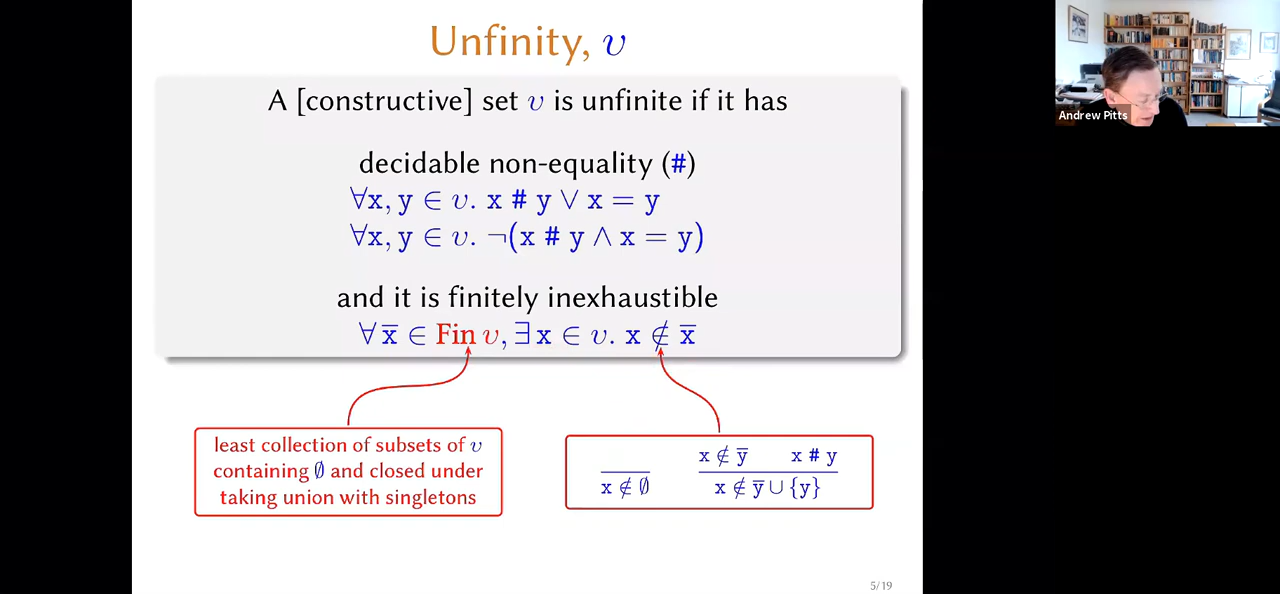 Unfinity, υ
A [constructive] set υ is unfinite if it has
decidable non-equality (#)
∀x, y ∈ υ. x # y ∨ x = y
∀x, y ∈ υ. ¬(x # y ∧ x = y)
and it is finitely inexhaustible
∀ x̅ ∈ Fin υ, ∃ x ∈ υ. x ∉ x̅
least collection of subsets of υ
containing ∅ and closed under
taking union with singletons
x ∉ ∅
x ∉ y̅ x # y
x ∉ y̅ ∪ {y}
5/19
Andrew Pitts